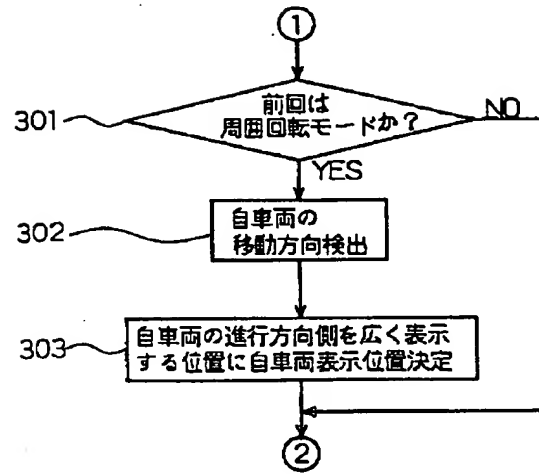 ①
前回は
周囲回転モードか？
NO
301
YES
自車両の
移動方向検出
302
自車両の進行方向側を広く表示
する位置に自車両表示位置決定
303
②